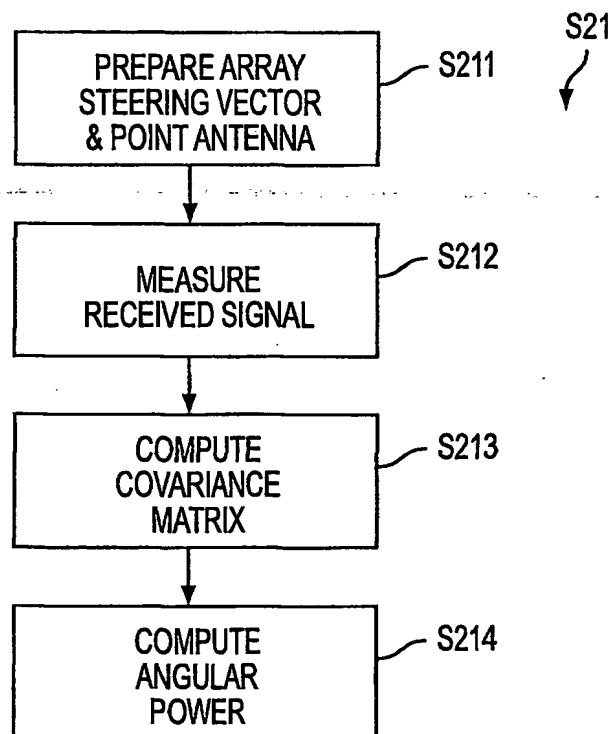 S21
PREPARE ARRAY
STEERING VECTOR
& POINT ANTENNA
S211
MEASURE
RECEIVED SIGNAL
S212
COMPUTE
COVARIANCE
MATRIX
S213
COMPUTE
ANGULAR
POWER
S214